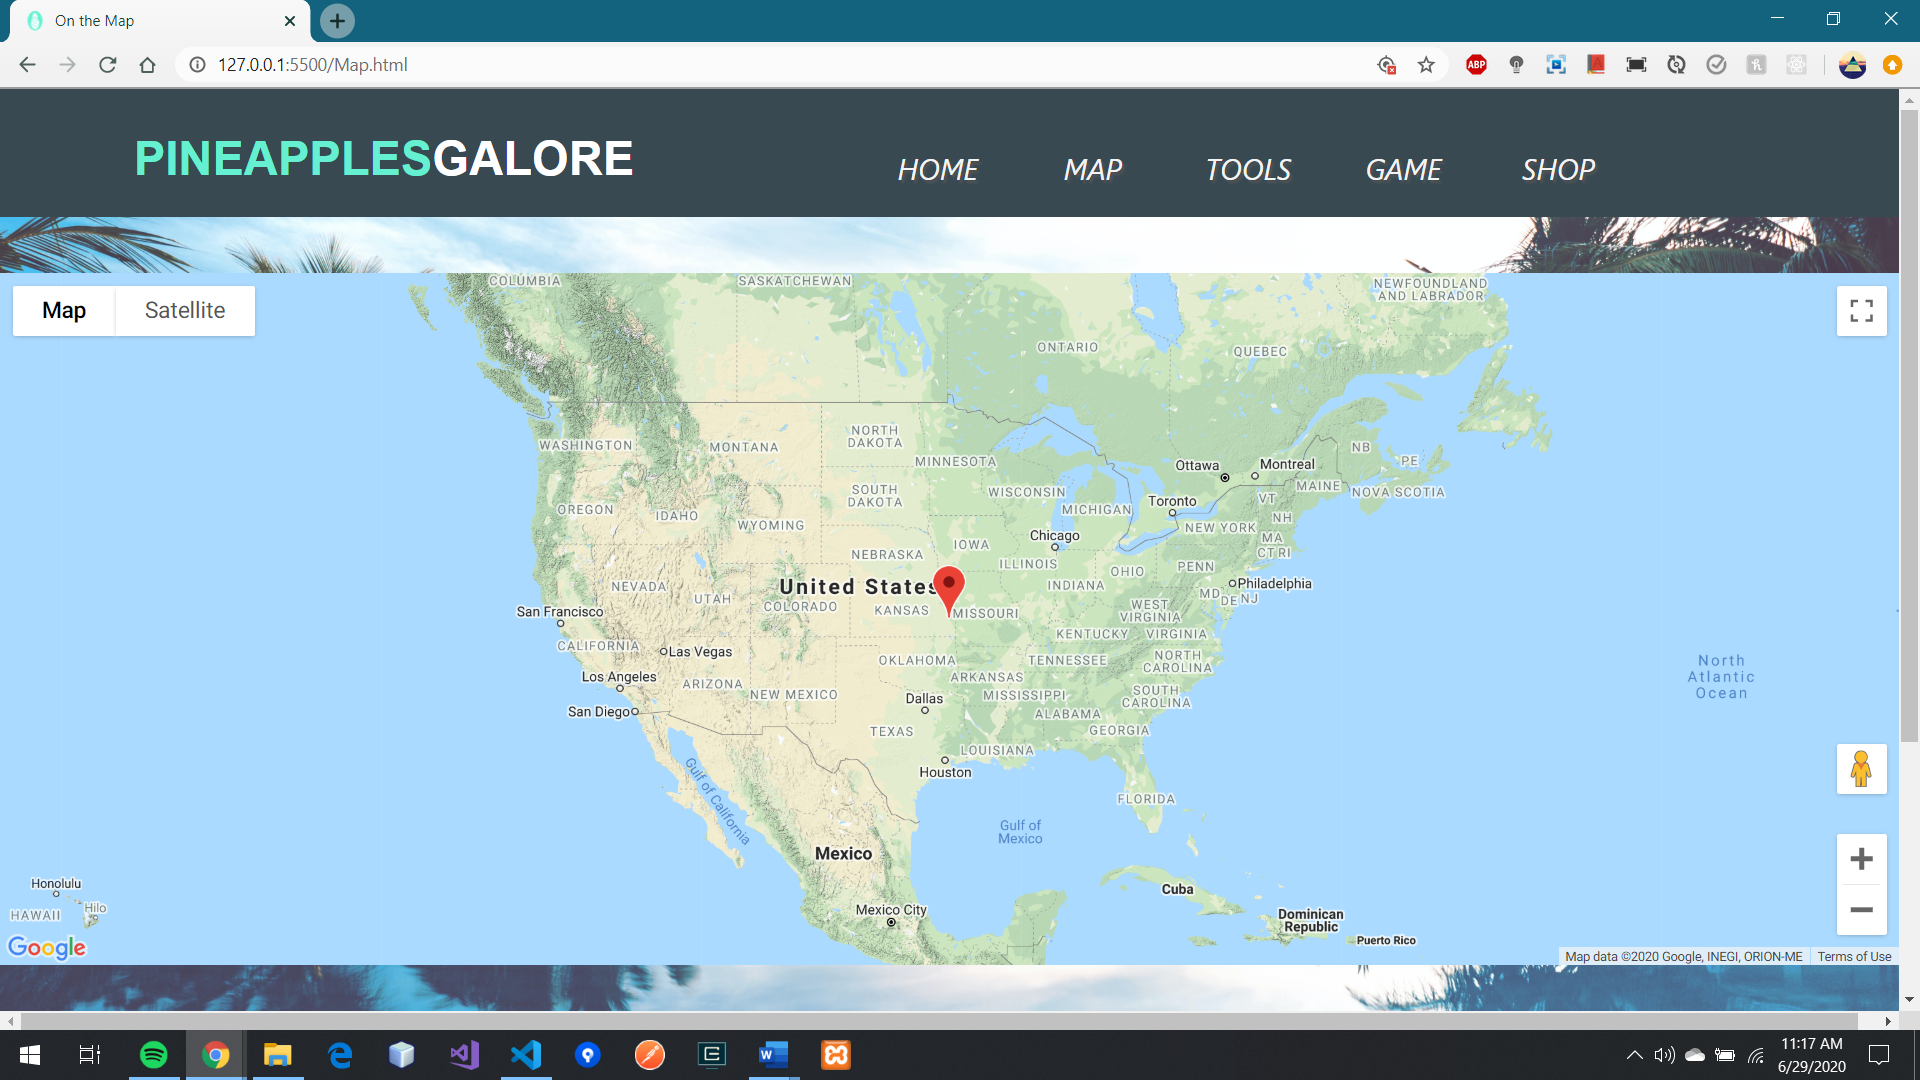 On the Map
127.0.0.1:5500/Map.html
ABP
PINEAPPLESGALORE
HOME MAP TOOLS GAME SHOP
Map Satellite
COLUMBIA
SASKATCHEWAN
NEWFOUNDLAND
AND LABRADOR
ONTARIO
QUEBEC
WASHINGTON
MONTANA
NORTH
DAKOTA
MINNESOTA
NB
PE
Ottawa
Montreal
MAINE
NOVA SCOTIA
OREGON
IDAHO
SOUTH
DAKOTA
WISCONSIN
MICHIGAN
Toronto
VT
NH
WYOMING
NEW YORK
MA
CT RI
NEBRASKA
IOWA
Chicago
ILLINOIS
INDIANA
OHIO
PENN
Philadelphia
NEVADA
UTAH
United States
COLORADO
KANSAS
MISSOURI
WEST
VIRGINIA
MD
DE
NJ
San Francisco
CALIFORNIA
Las Vegas
KENTUCKY
VIRGINIA
OKLAHOMA
TENNESSEE
NORTH
CAROLINA
Los Angeles
ARIZONA
NEW MEXICO
ARKANSAS
MISSISSIPPI
SOUTH
CAROLINA
North
Atlantic
Ocean
San Diego
Dallas
ALABAMA
TEXAS
GEORGIA
LOUISIANA
Houston
Gulf of California
FLORIDA
Gulf of
Mexico
Mexico
Honolulu
Hilo
HAWAII
Mexico City
Cuba
Dominican
Republic
Puerto Rico
Google
Map data ©2020 Google, INEGI, ORION-ME Terms of Use
11:17 AM
6/29/2020